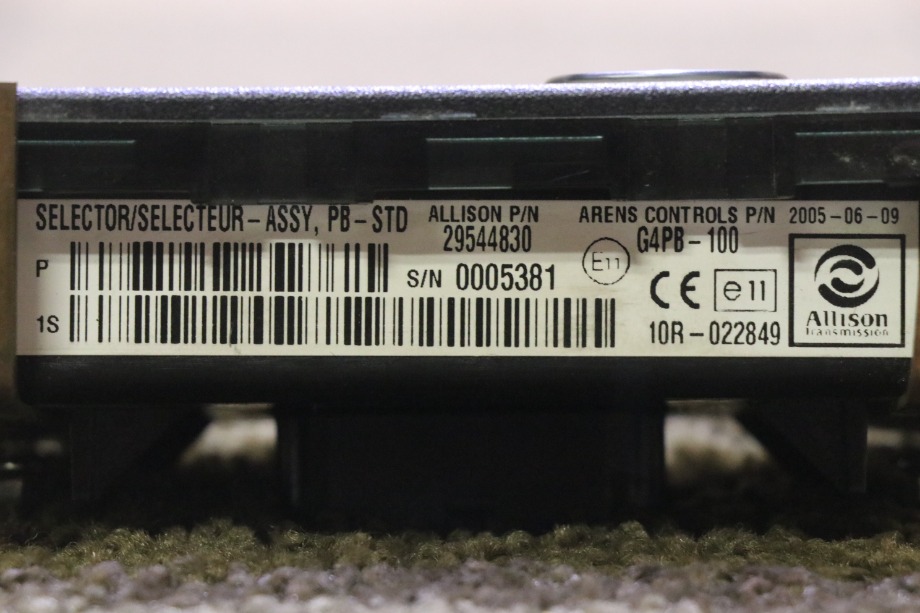 SELECTOR/SELECTEUR-ASSY, PB-STD
ALLISON P/N
29544830
ARENS CONTROLS P/N
G4PB-100
2005-06-09
P
S/N 0005381
E11
CE
e11
1S
10R-022849
Allison
Transmission